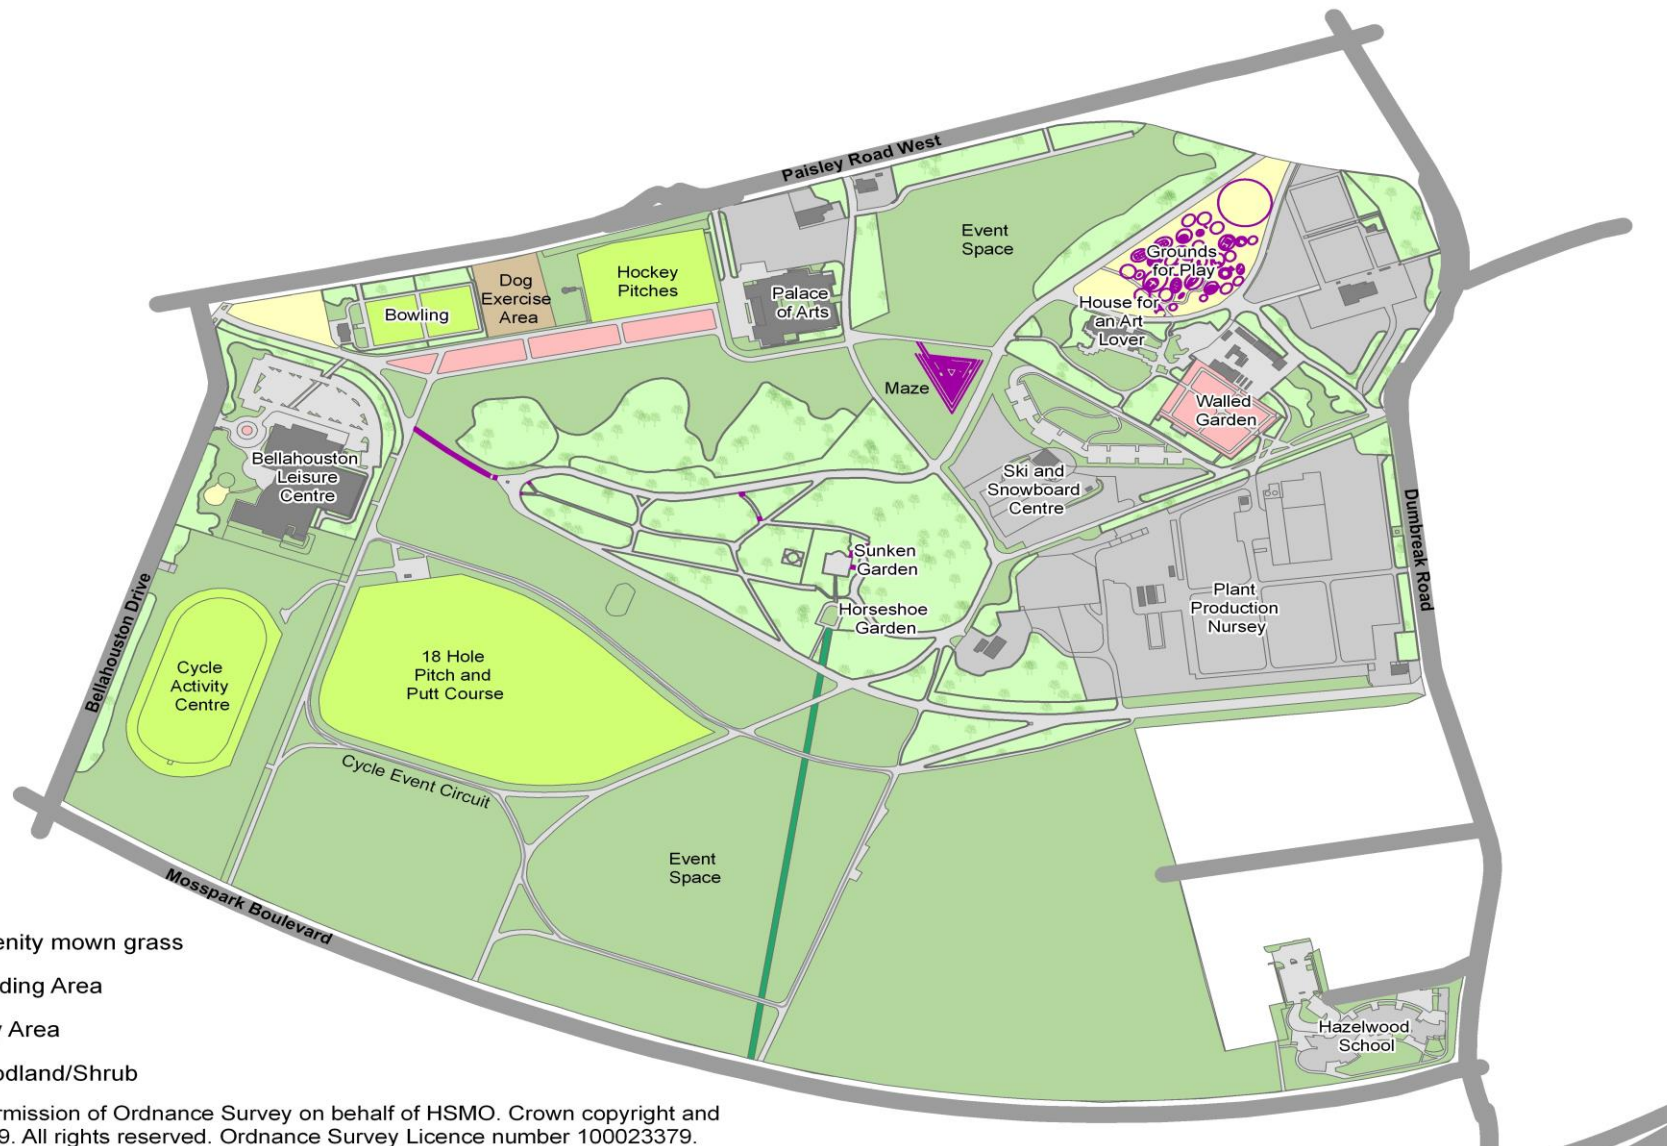 Paisley Road West
Event
Space
Grounds
for Play
Dog
Exercise
Area
Hockey
Pitches
Bowling
Palace
of Arts
House for
an Art
Lover
Maze
Walled
Garden
Bellahouston
Leisure
Centre
Ski and
Snowboard
Centre
Dumbreak Road
Sunken
Garden
Horseshoe
Garden
Plant
Production
Nursey
Bellahouston Drive
Cycle
Activity
Centre
18 Hole
Pitch and
Putt Course
Cycle Event Circuit
Event
Space
Mosspark Boulevard
Hazelwood
School
enity mown grass
ding Area
Area
odland/Shrub
rmission of Ordnance Survey on behalf of HSMO. Crown copyright and
9. All rights reserved. Ordnance Survey Licence number 100023379.